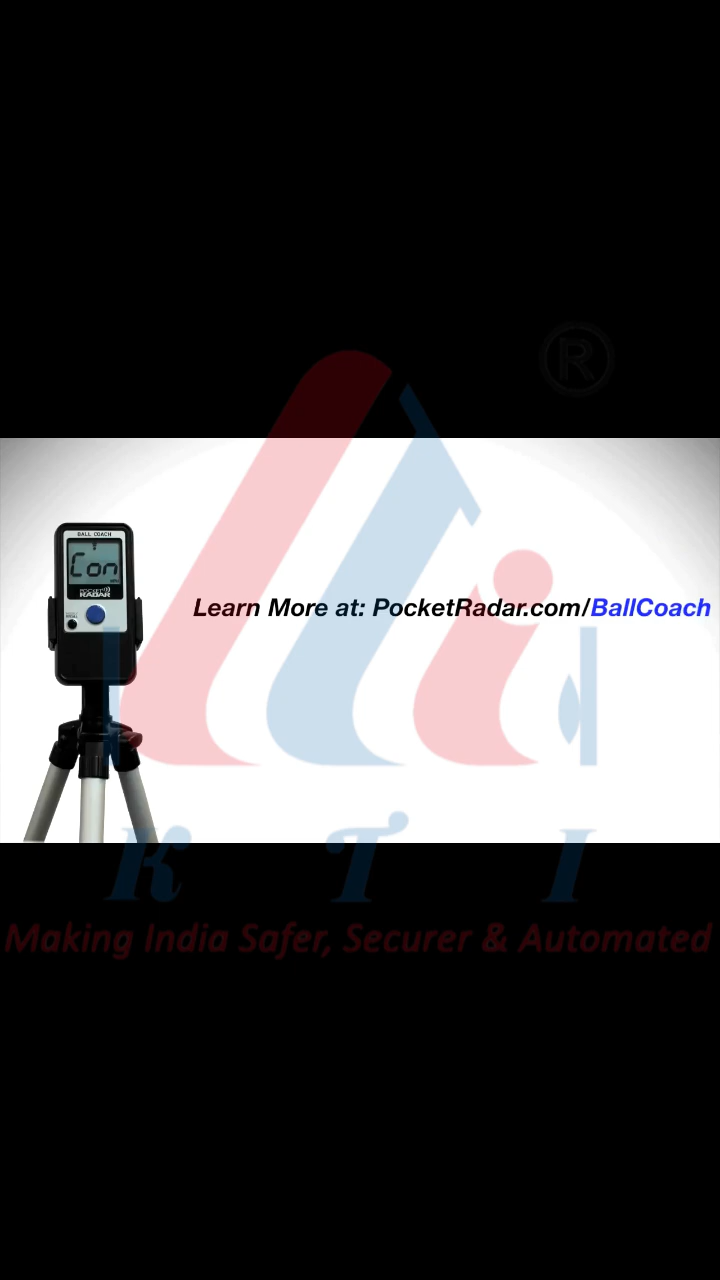 ®
BALL COACH
Con
POCKET RADAR
Learn More at: PocketRadar.com/BallCoach
K T I
Making India Safer, Securer & Automated